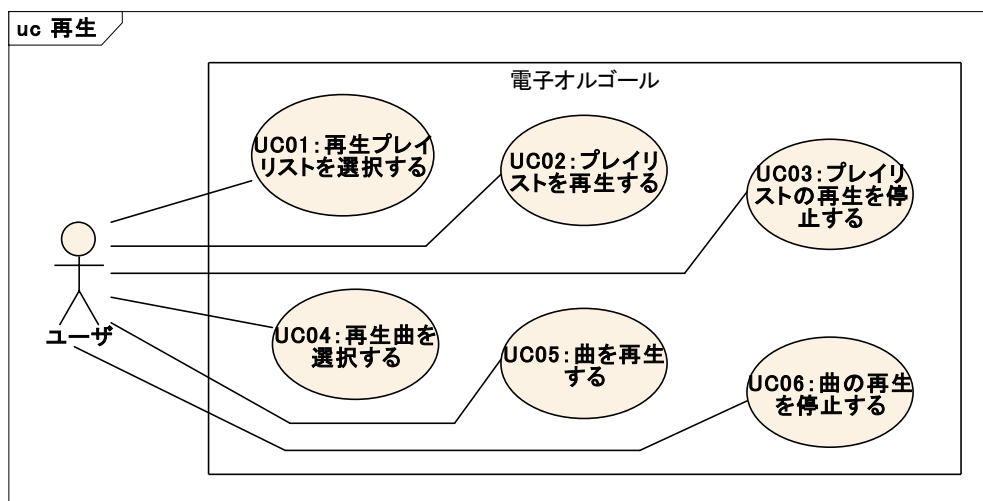 uc 再生
電子オルゴール
UC01：再生プレイ
リストを選択する
UC02：プレイリ
ストを再生する
UC03：プレイリ
ストの再生を停
止する
ユーザ
UC04：再生曲を
選択する
UC05：曲を再生
する
UC06：曲の再生
を停止する